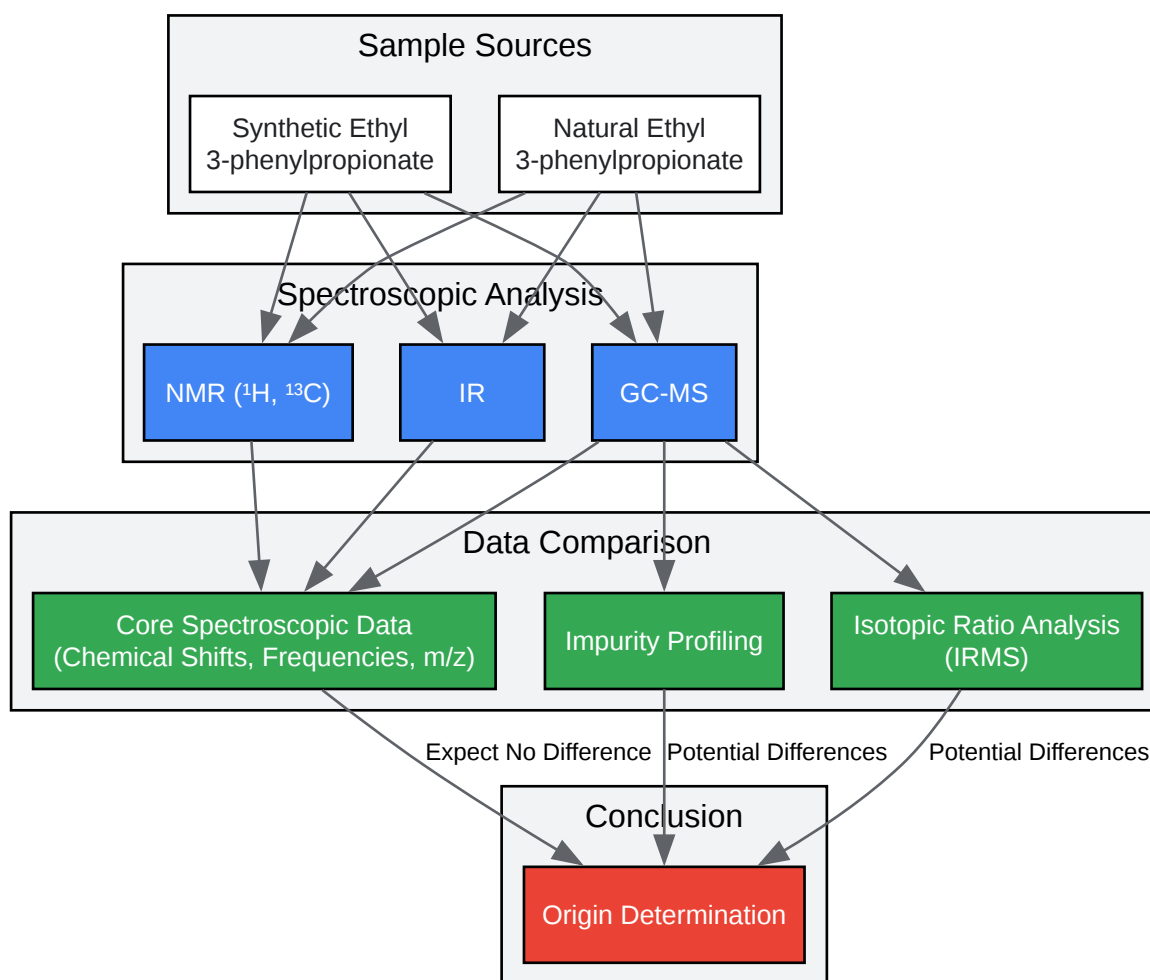 Sample Sources
Synthetic Ethyl
3-phenylpropionate
Natural Ethyl
3-phenylpropionate
Spectroscopic Analysis
NMR (¹H, ¹³C)
IR
GC-MS
Data Comparison
Core Spectroscopic Data
(Chemical Shifts, Frequencies, m/z)
Impurity Profiling
Isotopic Ratio Analysis
(IRMS)
Expect No Difference
Potential Differences
Potential Differences
Conclusion
Origin Determination